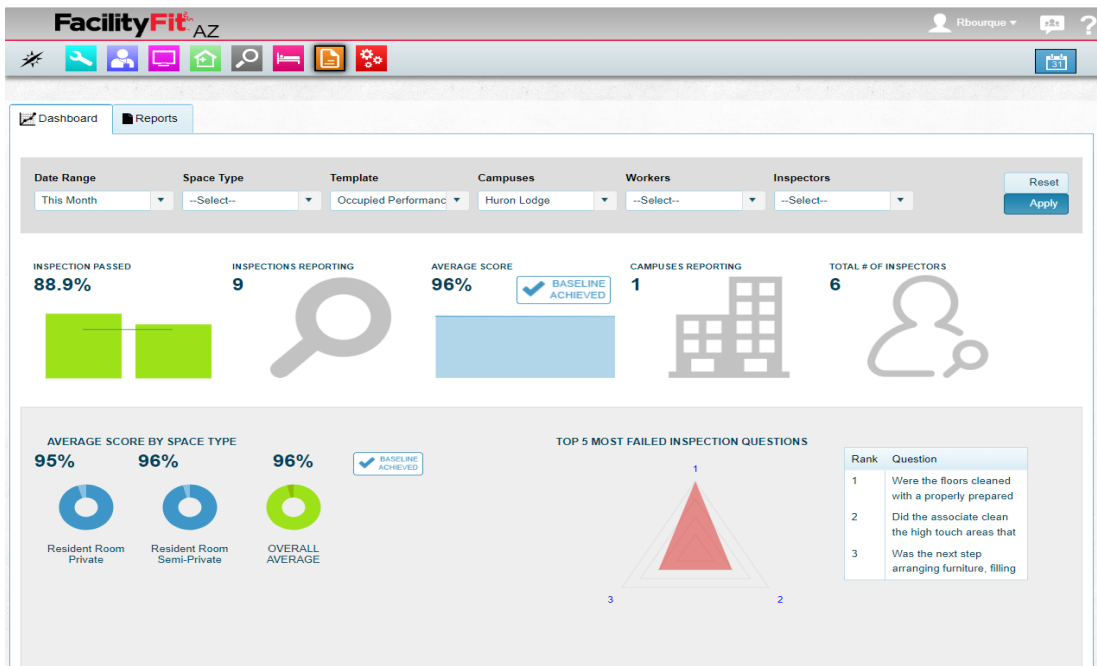 FacilityFit AZ
Rbourque
?
31
Dashboard
Reports
Date Range
Space Type
Template
Campuses
Workers
Inspectors
This Month
--Select--
Occupied Performanc
Huron Lodge
--Select--
--Select--
Reset
Apply
INSPECTION PASSED
88.9%
INSPECTIONS REPORTING
9
AVERAGE SCORE
96%
BASELINE
ACHIEVED
CAMPUSES REPORTING
1
TOTAL # OF INSPECTORS
6
AVERAGE SCORE BY SPACE TYPE
95%
96%
96%
BASELINE
ACHIEVED
Resident Room
Private
Resident Room
Semi-Private
OVERALL
AVERAGE
TOP 5 MOST FAILED INSPECTION QUESTIONS
1
3
2
Rank Question
1 Were the floors cleaned
with a properly prepared
2 Did the associate clean
the high touch areas that
3 Was the next step
arranging furniture, filling